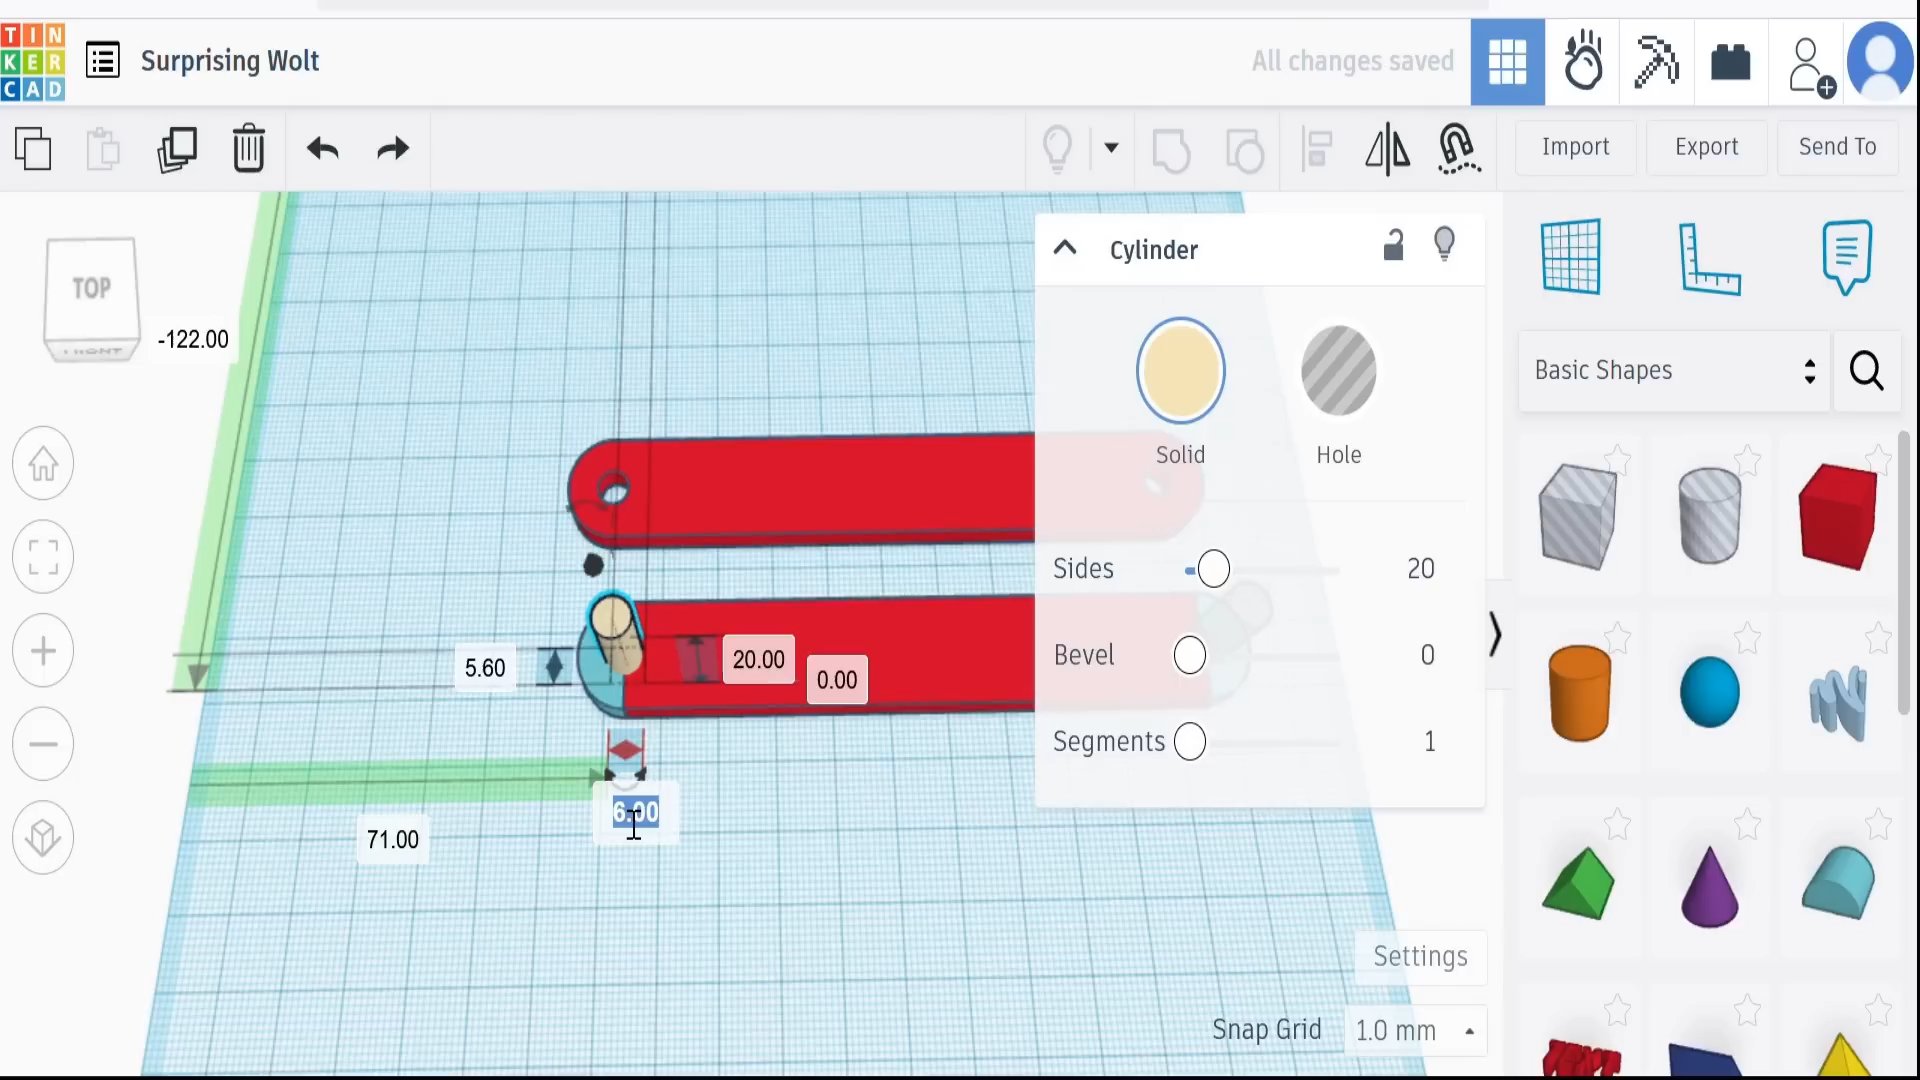 TIN
KER
CAD
Surprising Wolt
All changes saved
Import
Export
Send To
TOP
FRONT
-122.00
Cylinder
Solid
Hole
Basic Shapes
Sides
20
Bevel
0
Segments
1
5.60
20.00
0.00
6.00
71.00
Settings
Snap Grid
1.0 mm